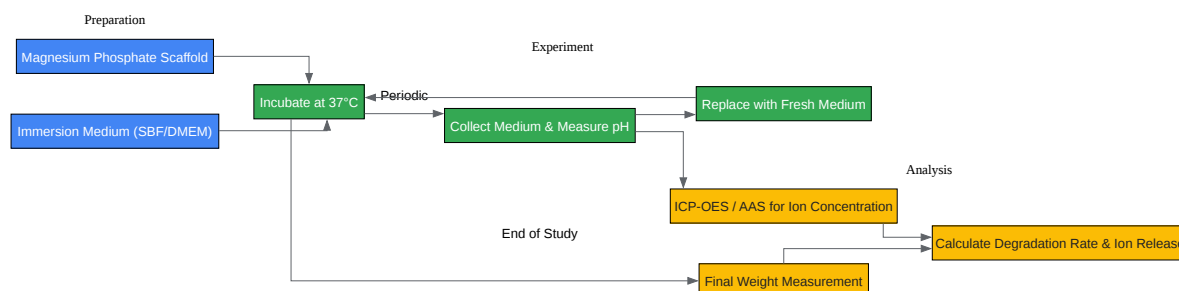 Preparation
Magnesium Phosphate Scaffold
Experiment
Incubate at 37°C
Periodic
Replace with Fresh Medium
Immersion Medium (SBF/DMEM)
Collect Medium & Measure pH
Analysis
ICP-OES / AAS for Ion Concentration
End of Study
Calculate Degradation Rate & Ion Release
Final Weight Measurement